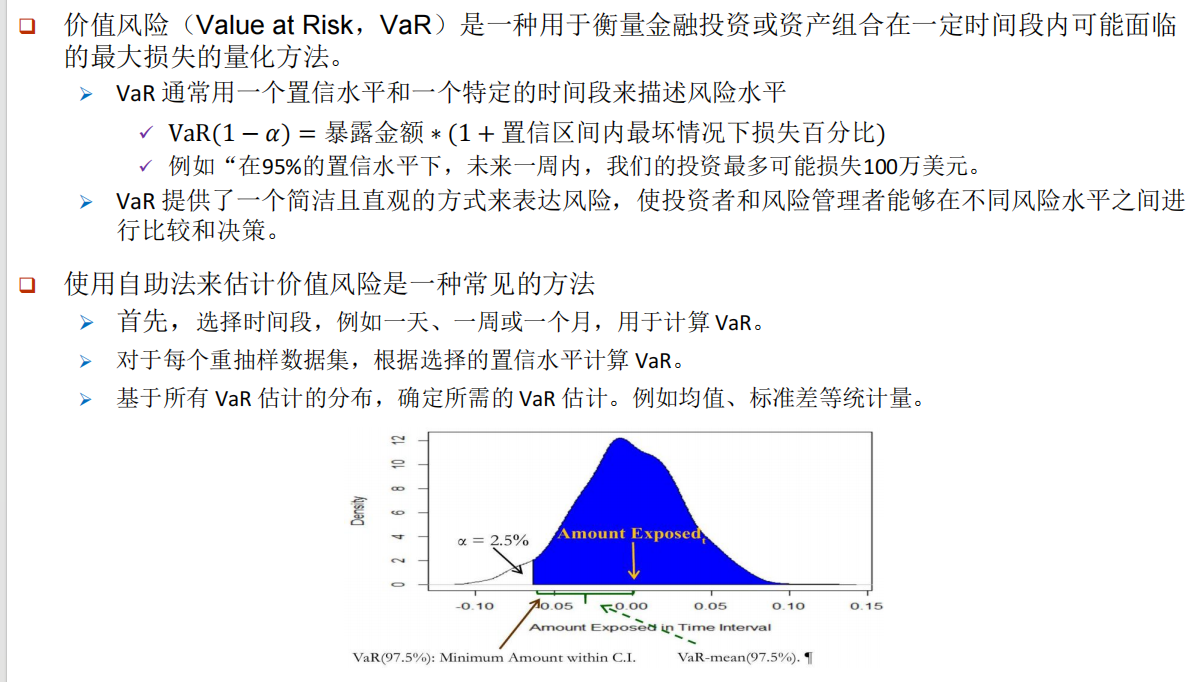 价值风险（Value at Risk，VaR）是一种用于衡量金融投资或资产组合在一定时间段内可能面临
的最大损失的量化方法。
VaR 通常用一个置信水平和一个特定的时间段来描述风险水平
VaR(1 − α) = 暴露金额 * (1 + 置信区间内最坏情况下损失百分比)
例如“在95%的置信水平下，未来一周内，我们的投资最多可能损失100万美元。
VaR 提供了一个简洁且直观的方式来表达风险，使投资者和风险管理者能够在不同风险水平之间进
行比较和决策。
使用自助法来估计价值风险是一种常见的方法
首先，选择时间段，例如一天、一周或一个月，用于计算 VaR。
对于每个重抽样数据集，根据选择的置信水平计算 VaR。
基于所有 VaR 估计的分布，确定所需的 VaR 估计。例如均值、标准差等统计量。
Density
0 2 4 6 8 10 12
α = 2.5%
Amount Exposed t
-0.10 -0.05 0.00 0.05 0.10 0.15
Amount Exposed in Time Interval
VaR(97.5%): Minimum Amount within C.I.
VaR-mean(97.5%). ¶